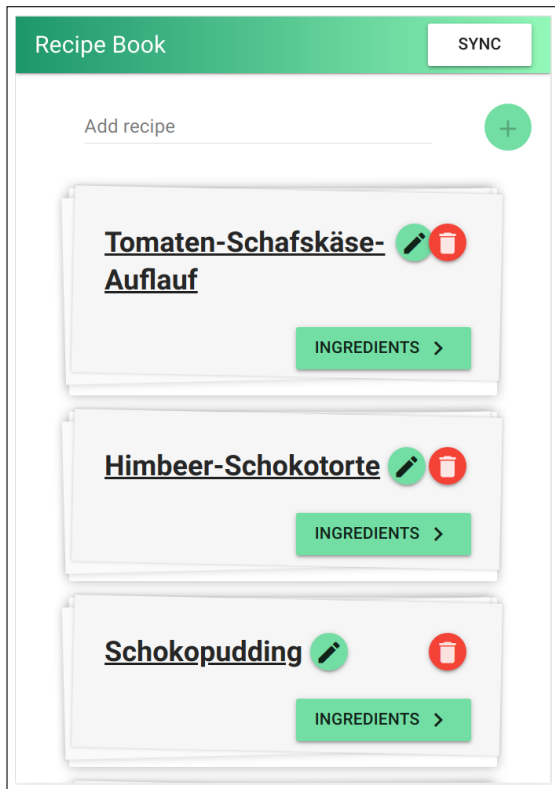 Recipe Book
SYNC
Add recipe
Tomaten-Schafskäse-
Auflauf
INGREDIENTS
Himbeer-Schokotorte
INGREDIENTS
Schokopudding
INGREDIENTS